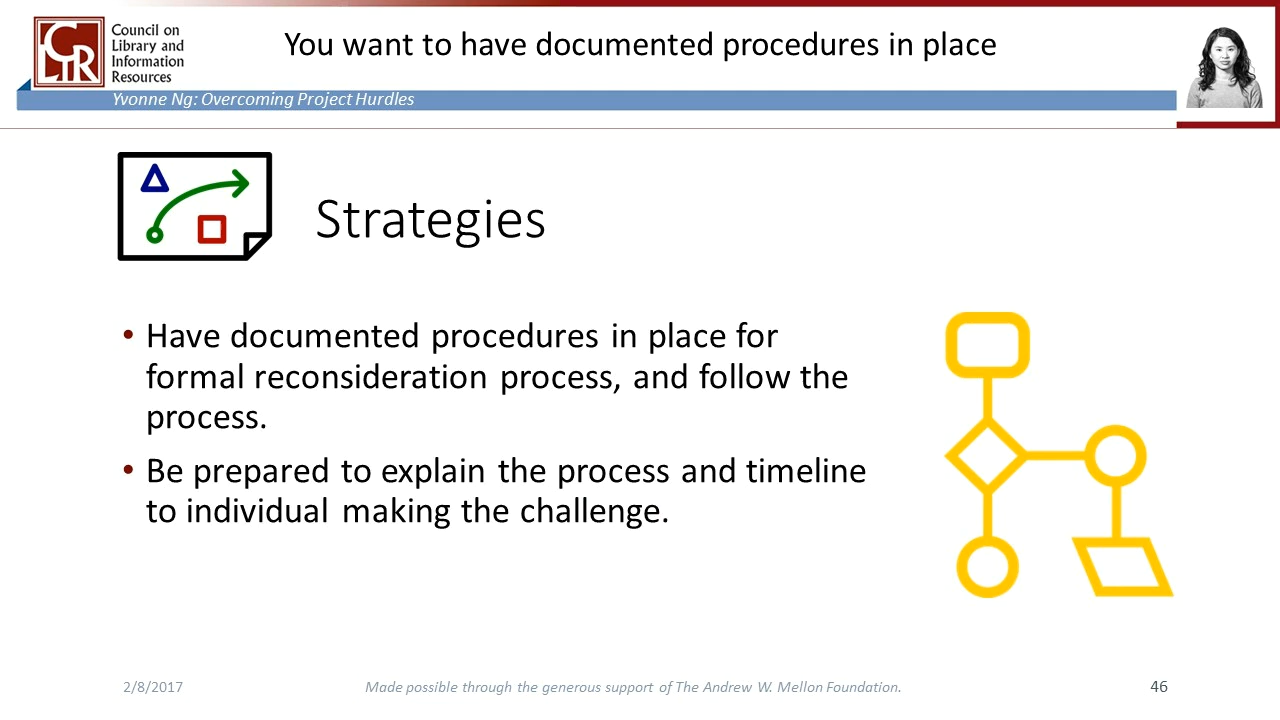 CLIR
Council on
Library and
Information
Resources
You want to have documented procedures in place
Yvonne Ng: Overcoming Project Hurdles
Strategies
• Have documented procedures in place for
formal reconsideration process, and follow the
process.
• Be prepared to explain the process and timeline
to individual making the challenge.
2/8/2017
Made possible through the generous support of The Andrew W. Mellon Foundation.
46